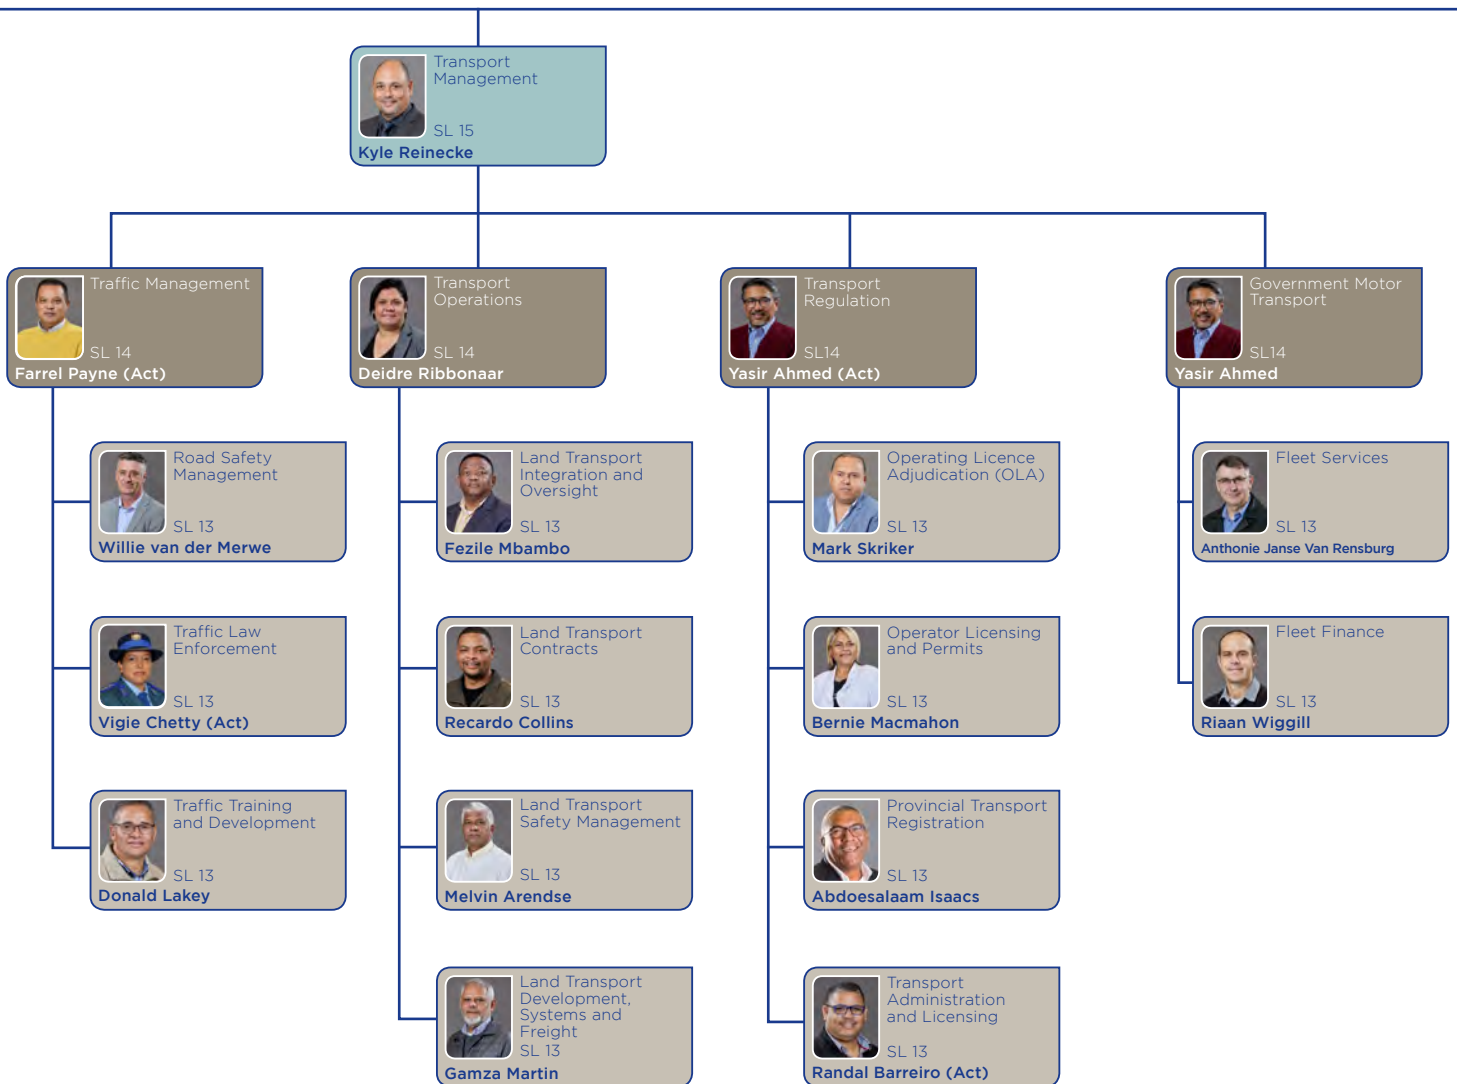 Transport
Management
SL 15
Kyle Reinecke
Traffic Management
SL 14
Farrel Payne (Act)
Transport
Operations
SL 14
Deidre Ribbonaar
Transport
Regulation
SL14
Yasir Ahmed (Act)
Government Motor
Transport
SL14
Yasir Ahmed
Road Safety
Management
SL 13
Willie van der Merwe
Land Transport
Integration and
Oversight
SL 13
Fezile Mbambo
Operating Licence
Adjudication (OLA)
SL 13
Mark Skriker
Fleet Services
SL 13
Anthonie Janse Van Rensburg
Traffic Law
Enforcement
SL 13
Vigie Chetty (Act)
Land Transport
Contracts
SL 13
Recardo Collins
Operator Licensing
and Permits
SL 13
Bernie Macmahon
Fleet Finance
SL 13
Riaan Wiggill
Traffic Training
and Development
SL 13
Donald Lakey
Land Transport
Safety Management
SL 13
Melvin Arendse
Provincial Transport
Registration
SL 13
Abdoesalaam Isaacs
Land Transport
Development,
Systems and
Freight
SL 13
Gamza Martin
Transport
Administration
and Licensing
SL 13
Randal Barreiro (Act)